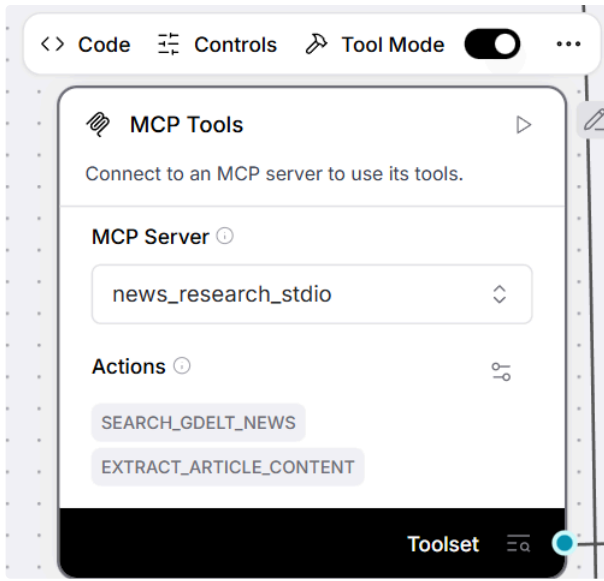 <> Code Controls Tool Mode
MCP Tools
Connect to an MCP server to use its tools.
MCP Server
news_research_stdio
Actions
SEARCH_GDELT_NEWS
EXTRACT_ARTICLE_CONTENT
Toolset